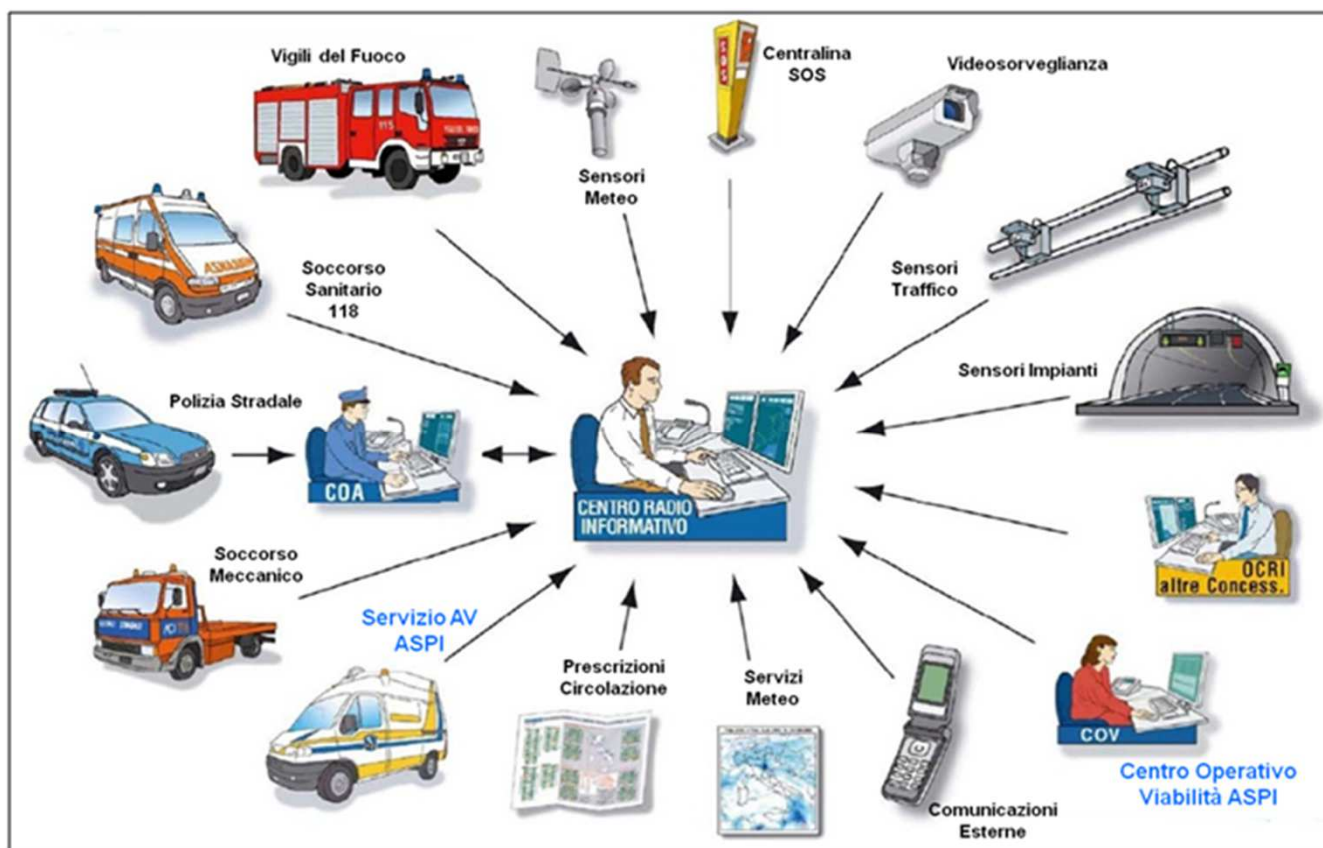 Vigili del Fuoco
Centralina
SOS
Videosorveglianza
SOS
115
Sensori
Meteo
Soccorso
Sanitario
118
Sensori
Traffico
Sensori Impianti
Polizia Stradale
COA
CENTRO RADIO
INFORMATIVO
OCRI
altre Concess.
Soccorso
Meccanico
Servizio AV
ASPI
Prescrizioni
Circolazione
Servizi
Meteo
COV
Centro Operativo
Viabilità ASPI
Comunicazioni
Esterne